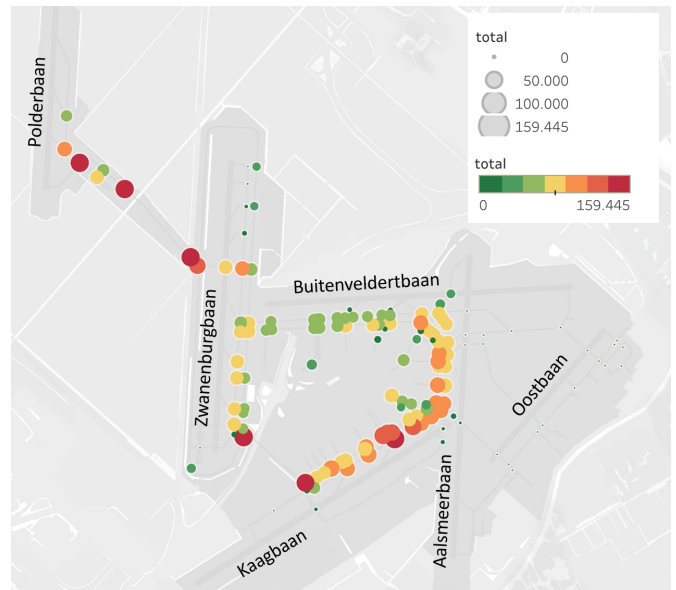 total
0
50.000
100.000
159.445
total
0 159.445
Polderbaan
Buitenveldertbaan
Zwanenburgbaan
Oostbaan
Aalsmeerbaan
Kaagbaan